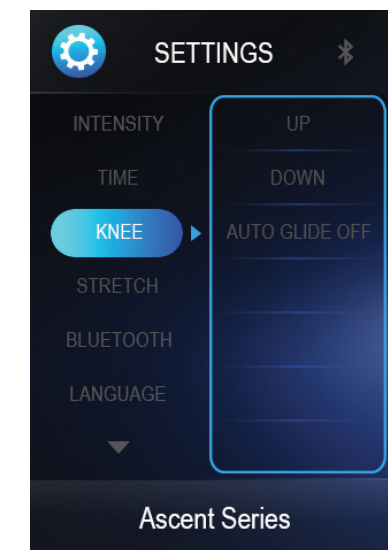 SETTINGS
INTENSITY
TIME
KNEE
STRETCH
BLUETOOTH
LANGUAGE
UP
DOWN
AUTO GLIDE OFF
Ascent Series